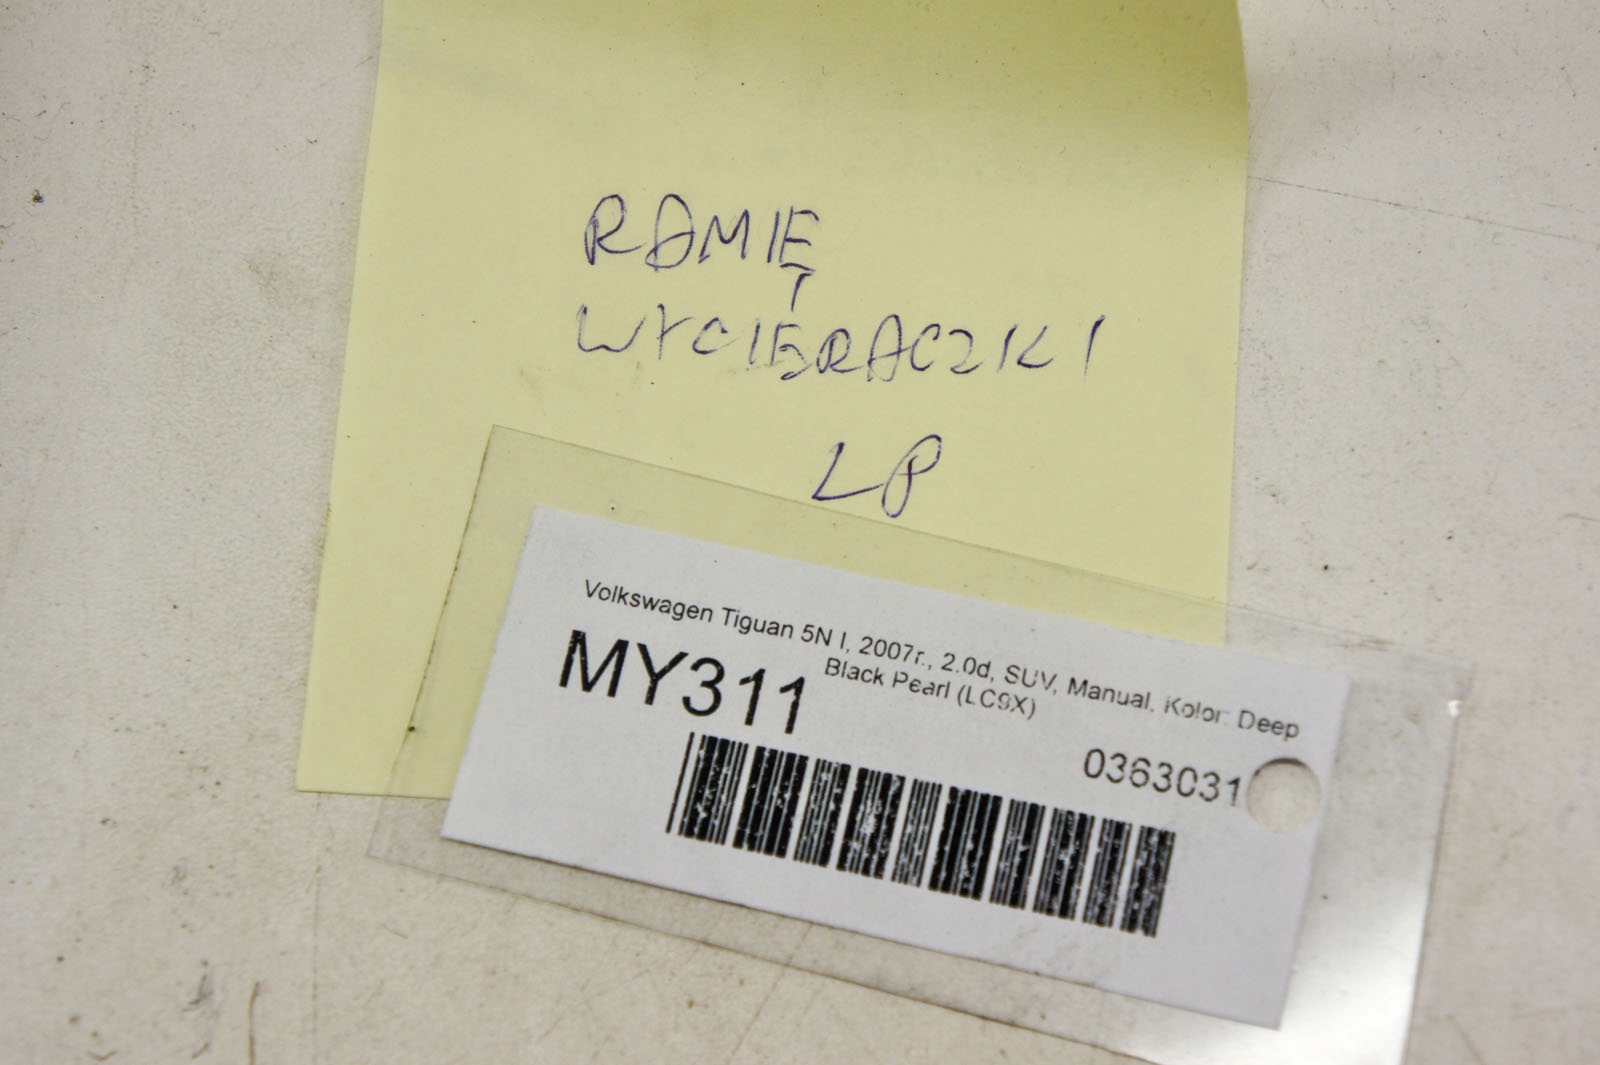 RAMIĘ
WYCIERACZKI
LP
Volkswagen Tiguan 5N I, 2007r., 2.0d, SUV, Manual, Kolor: Deep
Black Pearl (LC9X)
MY311
0363031